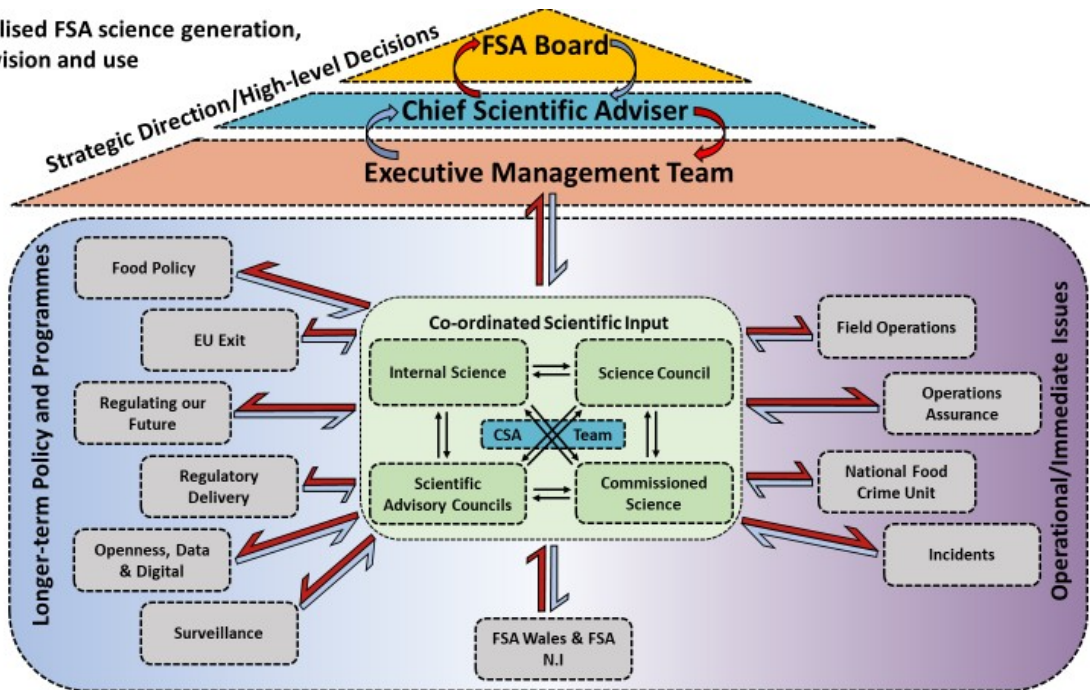 FSA science generation,
and use
FSA Board
Strategic Direction/High-level Decisions
Chief Scientific Adviser
Executive Management Team
Longer-term Policy and Programmes
Food Policy
EU Exit
Regulating our
Future
Regulatory
Delivery
Openness, Data
& Digital
Surveillance
Co-ordinated Scientific Input
Internal Science
Science Council
CSA
Team
Scientific
Advisory Councils
Commissioned
Science
FSA Wales & FSA
N.I
Field Operations
Operations
Assurance
National Food
Crime Unit
Incidents
Operational/Immediate Issues